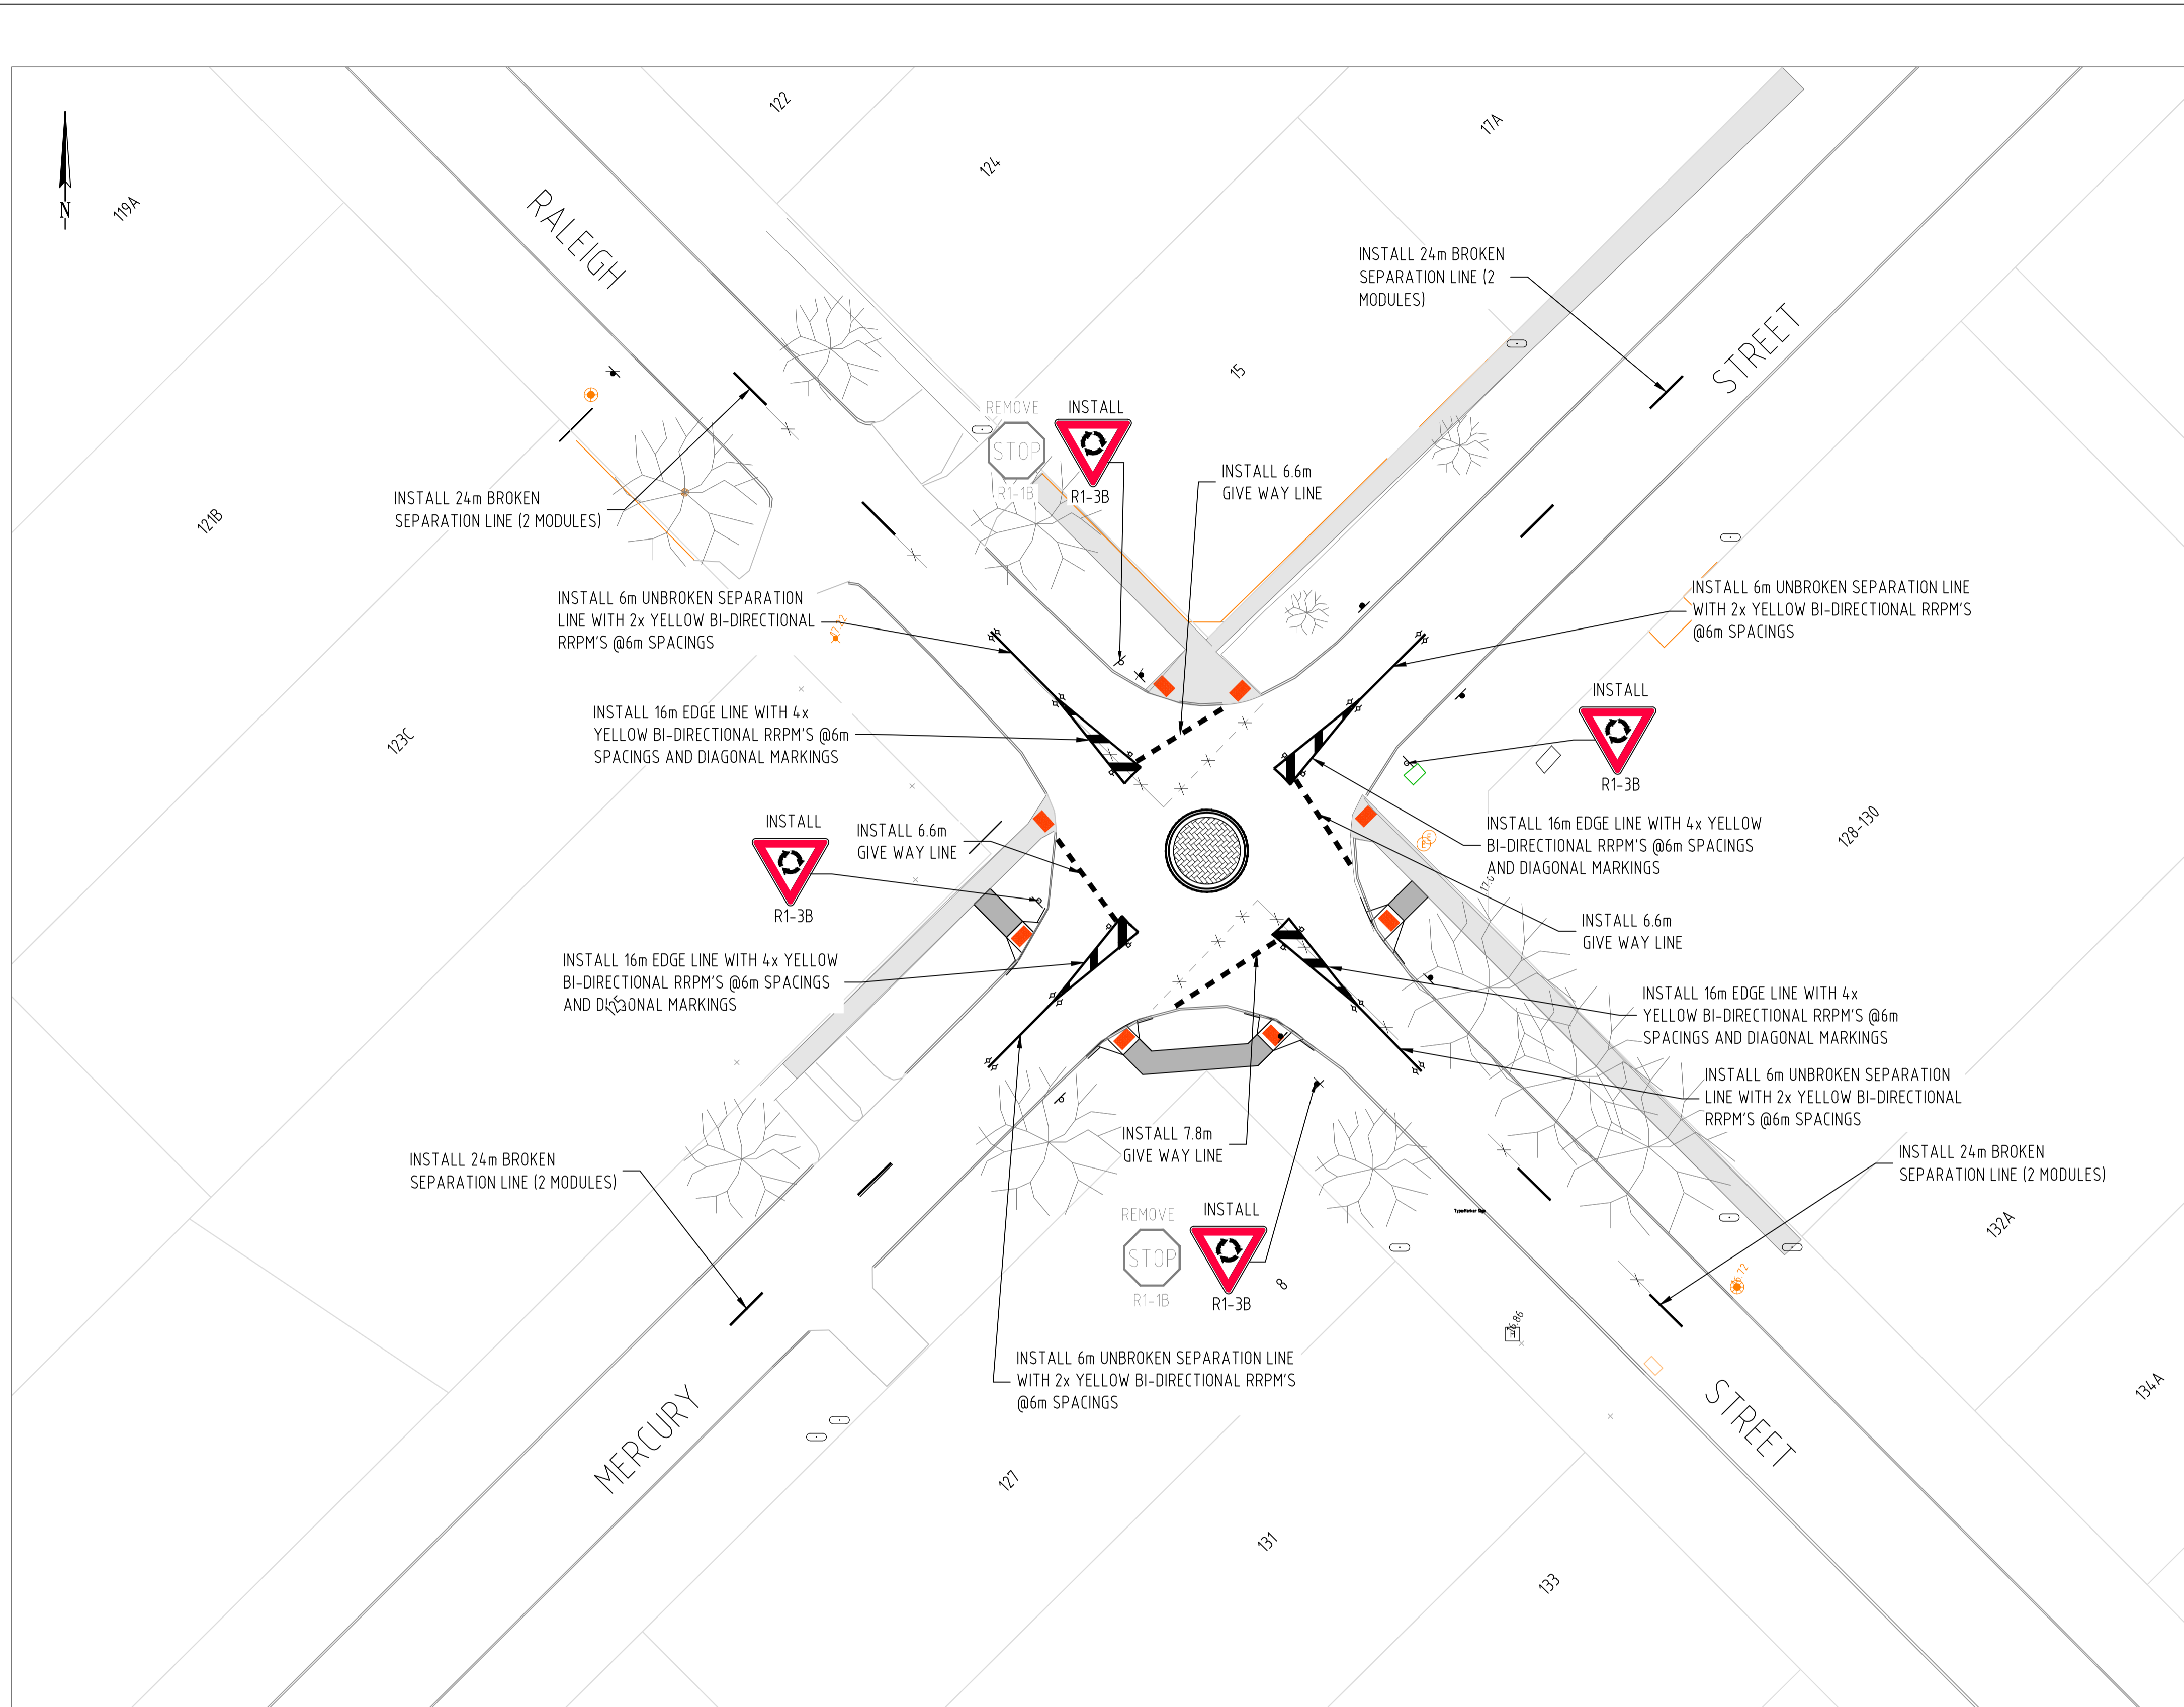 122
17A
124
119A
N
RALEIGH
INSTALL 24m BROKEN
SEPARATION LINE (2
MODULES)
STREET
15
REMOVE
INSTALL
STOP
R1-1B
R1-3B
INSTALL 6.6m
GIVE WAY LINE
INSTALL 24m BROKEN
SEPARATION LINE (2 MODULES)
121B
INSTALL 6m UNBROKEN SEPARATION
LINE WITH 2x YELLOW BI-DIRECTIONAL
RRPM'S @6m SPACINGS
INSTALL 6m UNBROKEN SEPARATION LINE
WITH 2x YELLOW BI-DIRECTIONAL RRPM'S
@6m SPACINGS
INSTALL
R1-3B
INSTALL 16m EDGE LINE WITH 4x
YELLOW BI-DIRECTIONAL RRPM'S @6m
SPACINGS AND DIAGONAL MARKINGS
123C
INSTALL
R1-3B
INSTALL 6.6m
GIVE WAY LINE
INSTALL 16m EDGE LINE WITH 4x YELLOW
BI-DIRECTIONAL RRPM'S @6m SPACINGS
AND DIAGONAL MARKINGS
128-130
E
E
INSTALL 6.6m
GIVE WAY LINE
INSTALL 16m EDGE LINE WITH 4x YELLOW
BI-DIRECTIONAL RRPM'S @6m SPACINGS
AND DIAGONAL MARKINGS
INSTALL 16m EDGE LINE WITH 4x
YELLOW BI-DIRECTIONAL RRPM'S @6m
SPACINGS AND DIAGONAL MARKINGS
INSTALL 6m UNBROKEN SEPARATION
LINE WITH 2x YELLOW BI-DIRECTIONAL
RRPM'S @6m SPACINGS
INSTALL 7.8m
GIVE WAY LINE
INSTALL 24m BROKEN
SEPARATION LINE (2 MODULES)
INSTALL 24m BROKEN
SEPARATION LINE (2 MODULES)
REMOVE
INSTALL
STOP
R1-1B
R1-3B
8
132A
INSTALL 6m UNBROKEN SEPARATION LINE
WITH 2x YELLOW BI-DIRECTIONAL RRPM'S
@6m SPACINGS
H
134A
MERCURY
STREET
127
131
133